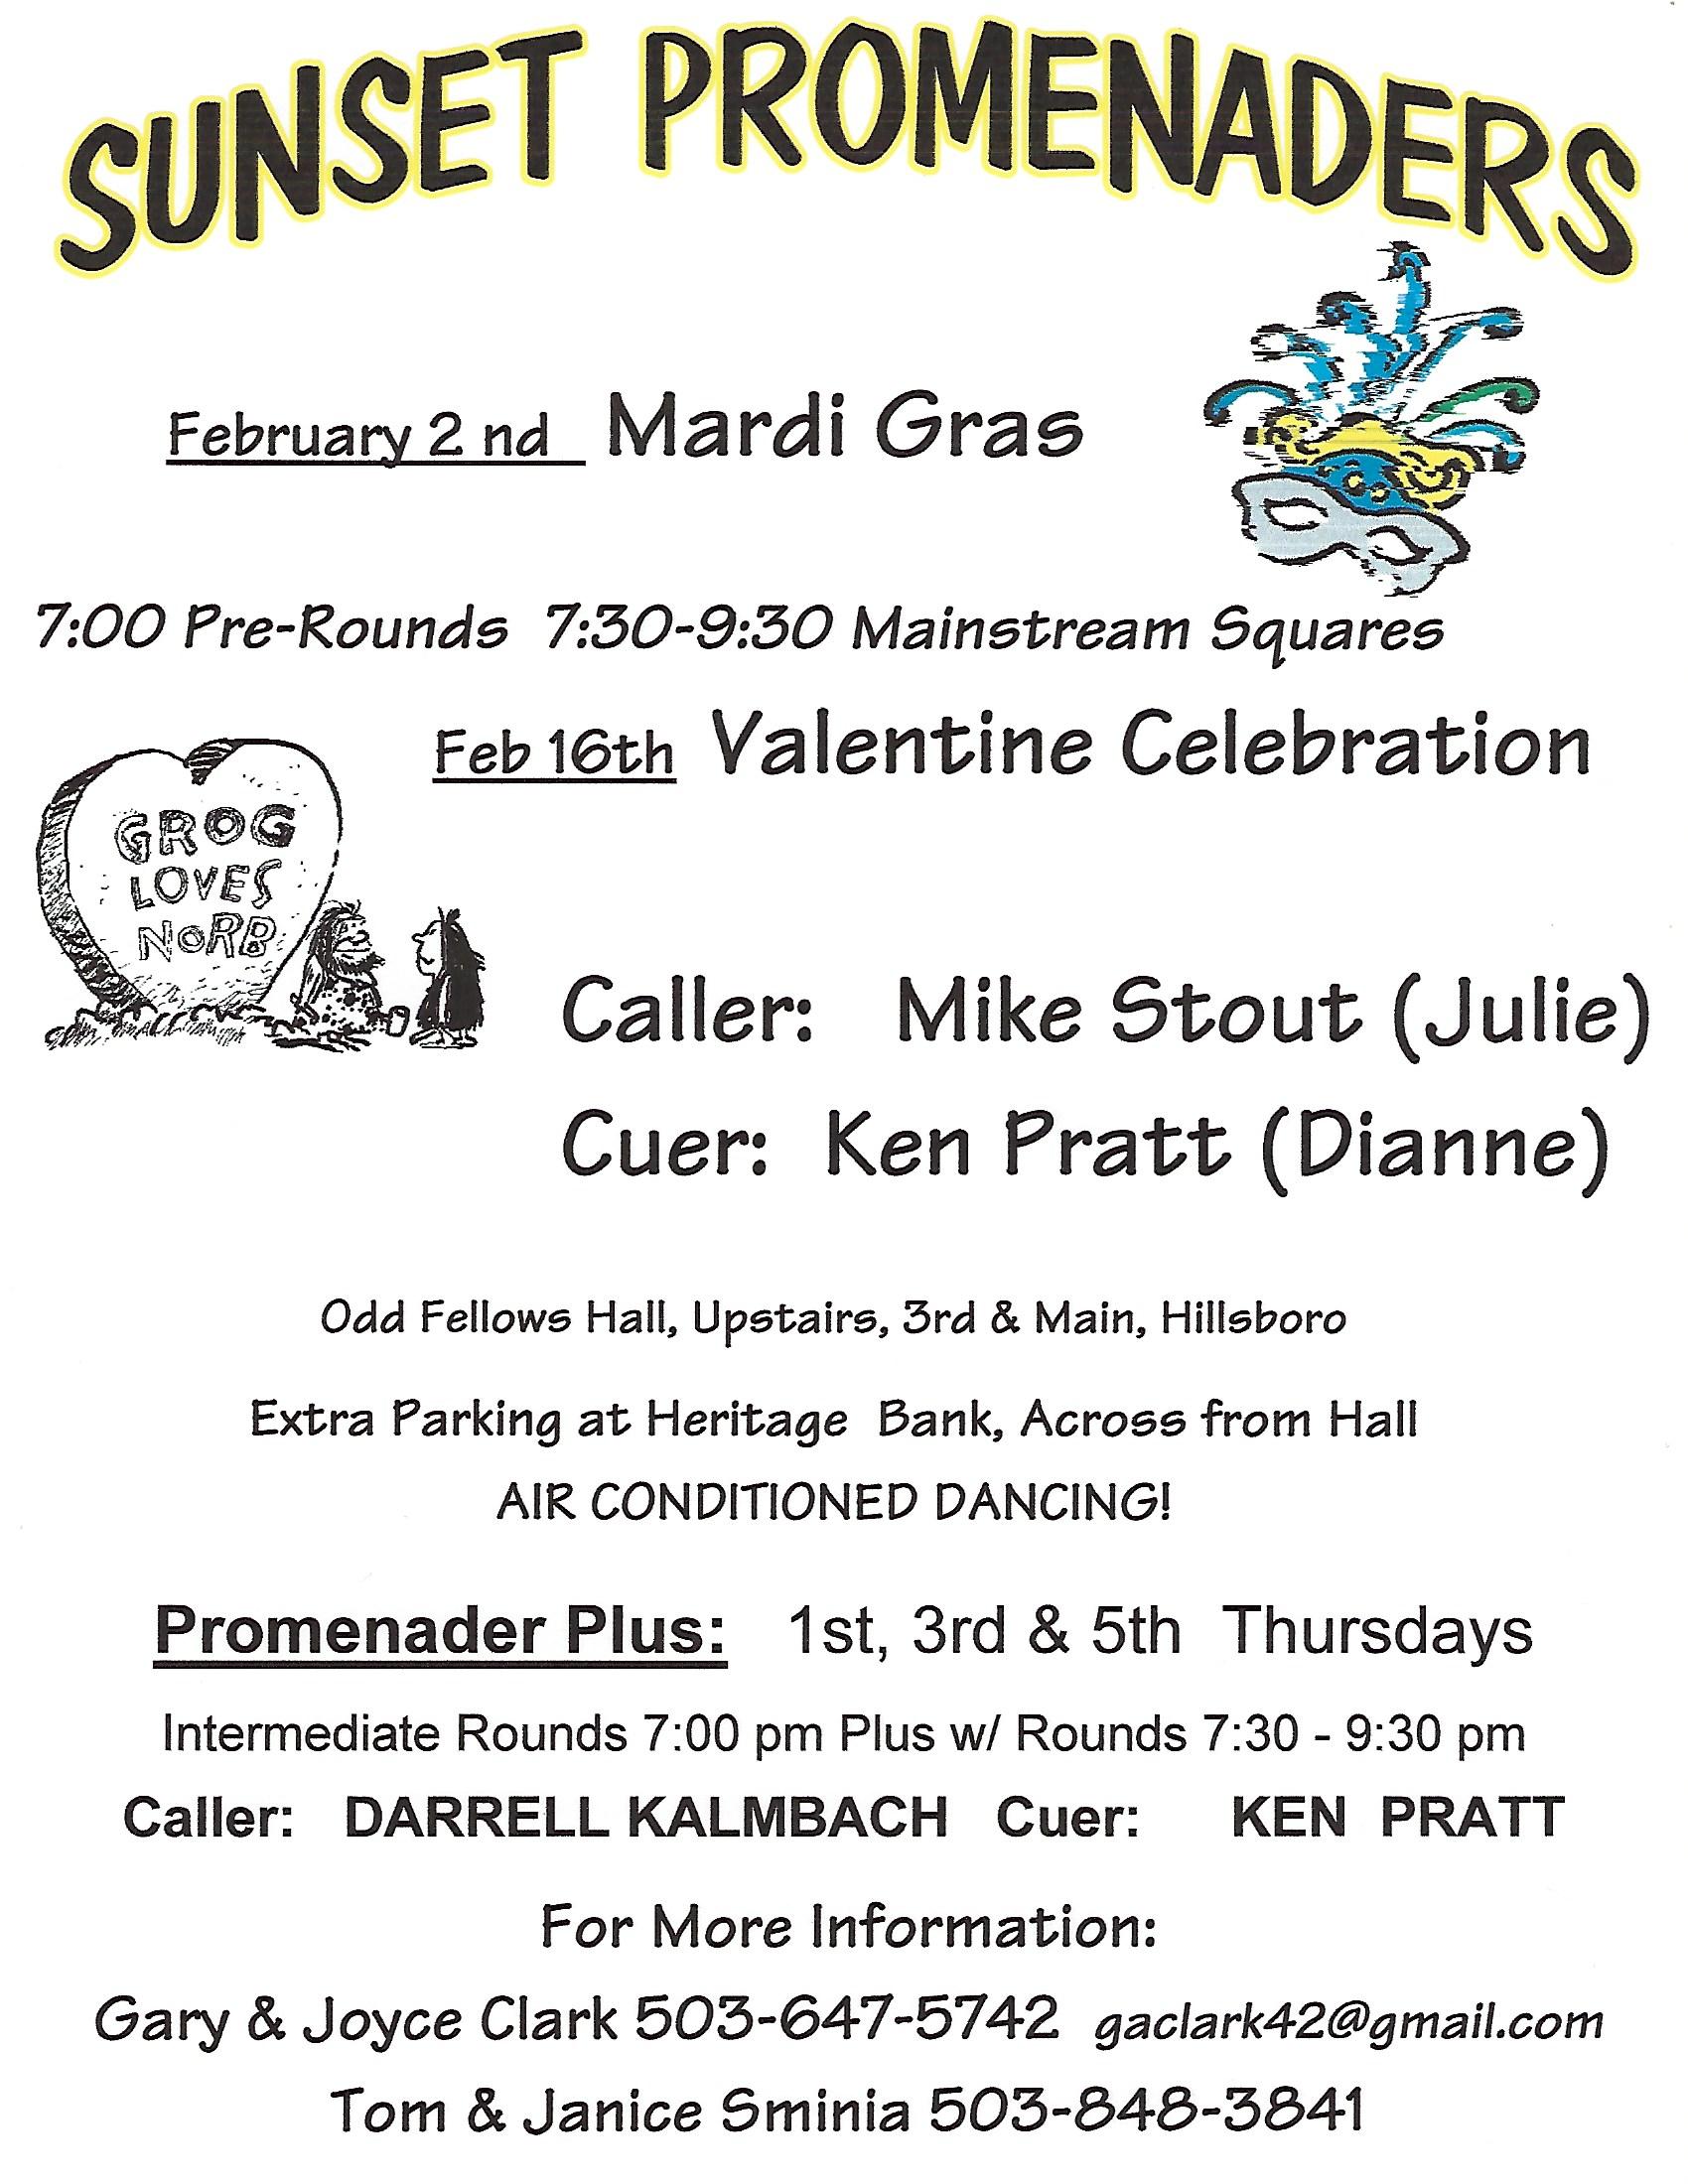 SUNSET PROMENADERS
February 2 nd Mardi Gras
7:00 Pre-Rounds 7:30-9:30 Mainstream Squares
Feb 16th Valentine Celebration
GROG
LOVES
NORB
Caller: Mike Stout (Julie)
Cuer: Ken Pratt (Dianne)
Odd Fellows Hall, Upstairs, 3rd & Main, Hillsboro
Extra Parking at Heritage Bank, Across from Hall
AIR CONDITIONED DANCING!
Promenader Plus: 1st, 3rd & 5th Thursdays
Intermediate Rounds 7:00 pm Plus w/ Rounds 7:30 - 9:30 pm
Caller: DARRELL KALMBACH Cuer: KEN PRATT
For More Information:
Gary & Joyce Clark 503-647-5742 gaclark42@gmail.com
Tom & Janice Sminia 503-848-3841